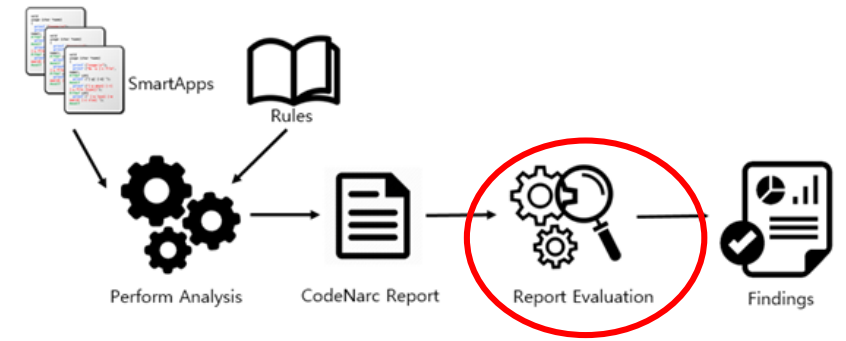 SmartApps
Rules
Perform Analysis
CodeNarc Report
Report Evaluation
Findings